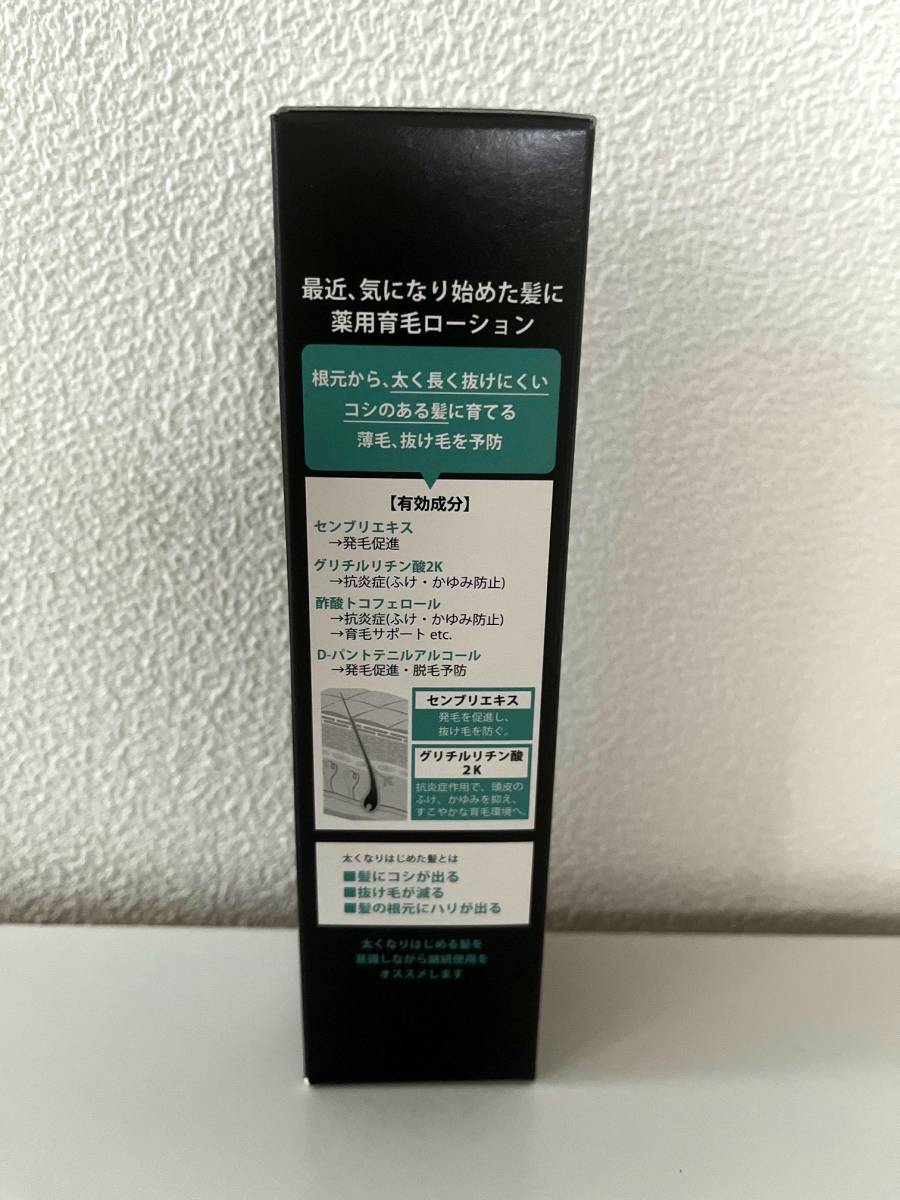 最近、気になり始めた髪に
薬用育毛ローション
根元から、太く長く抜けにくい
コシのある髪に育てる
薄毛、抜け毛を予防
【有効成分】
センブリエキス
→発毛促進
グリチルリチン酸2K
→抗炎症(ふけ・かゆみ防止)
酢酸トコフェロール
→抗炎症(ふけ・かゆみ防止)
→育毛サポート etc.
D-パントテニルアルコール
→発毛促進・脱毛予防
センブリエキス
発毛を促進し、
抜け毛を防ぐ。
グリチルリチン酸
2K
抗炎症作用で、頭皮の
ふけ、かゆみを抑え、
すこやかな育毛環境へ。
太くなりはじめた髪とは
■髪にコシが出る
■抜け毛が減る
■髪の根元にハリが出る
太くなりはじめる髪を
意識しながら継続使用を
オススメします